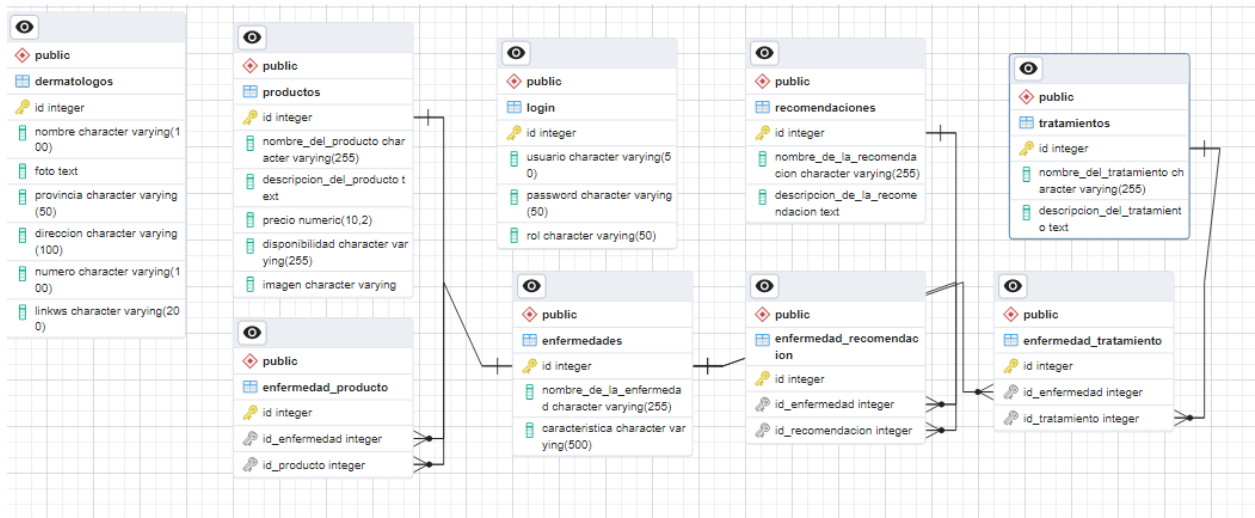 public
dermatologos
id integer
nombre character varying(1
00)
foto text
provincia character varying
(50)
direccion character varying
(100)
numero character varying(1
00)
linkws character varying(20
0)
public
productos
id integer
nombre_del_producto char
acter varying(255)
descripcion_del_producto t
ext
precio numeric(10,2)
disponibilidad character var
ying(255)
imagen character varying
public
login
id integer
usuario character varying(5
0)
password character varying
(50)
rol character varying(50)
public
recomendaciones
id integer
nombre_de_la_recomenda
cion character varying(255)
descripcion_de_la_recome
ndacion text
public
tratamientos
id integer
nombre_del_tratamiento ch
aracter varying(255)
descripcion_del_tratamient
o text
public
enfermedad_producto
id integer
id_enfermedad integer
id_producto integer
public
enfermedades
id integer
nombre_de_la_enfermeda
d character varying(255)
caracteristica character var
ying(500)
public
enfermedad_recomendac
ion
id integer
id_enfermedad integer
id_recomendacion integer
public
enfermedad_tratamiento
id integer
id_enfermedad integer
id_tratamiento integer